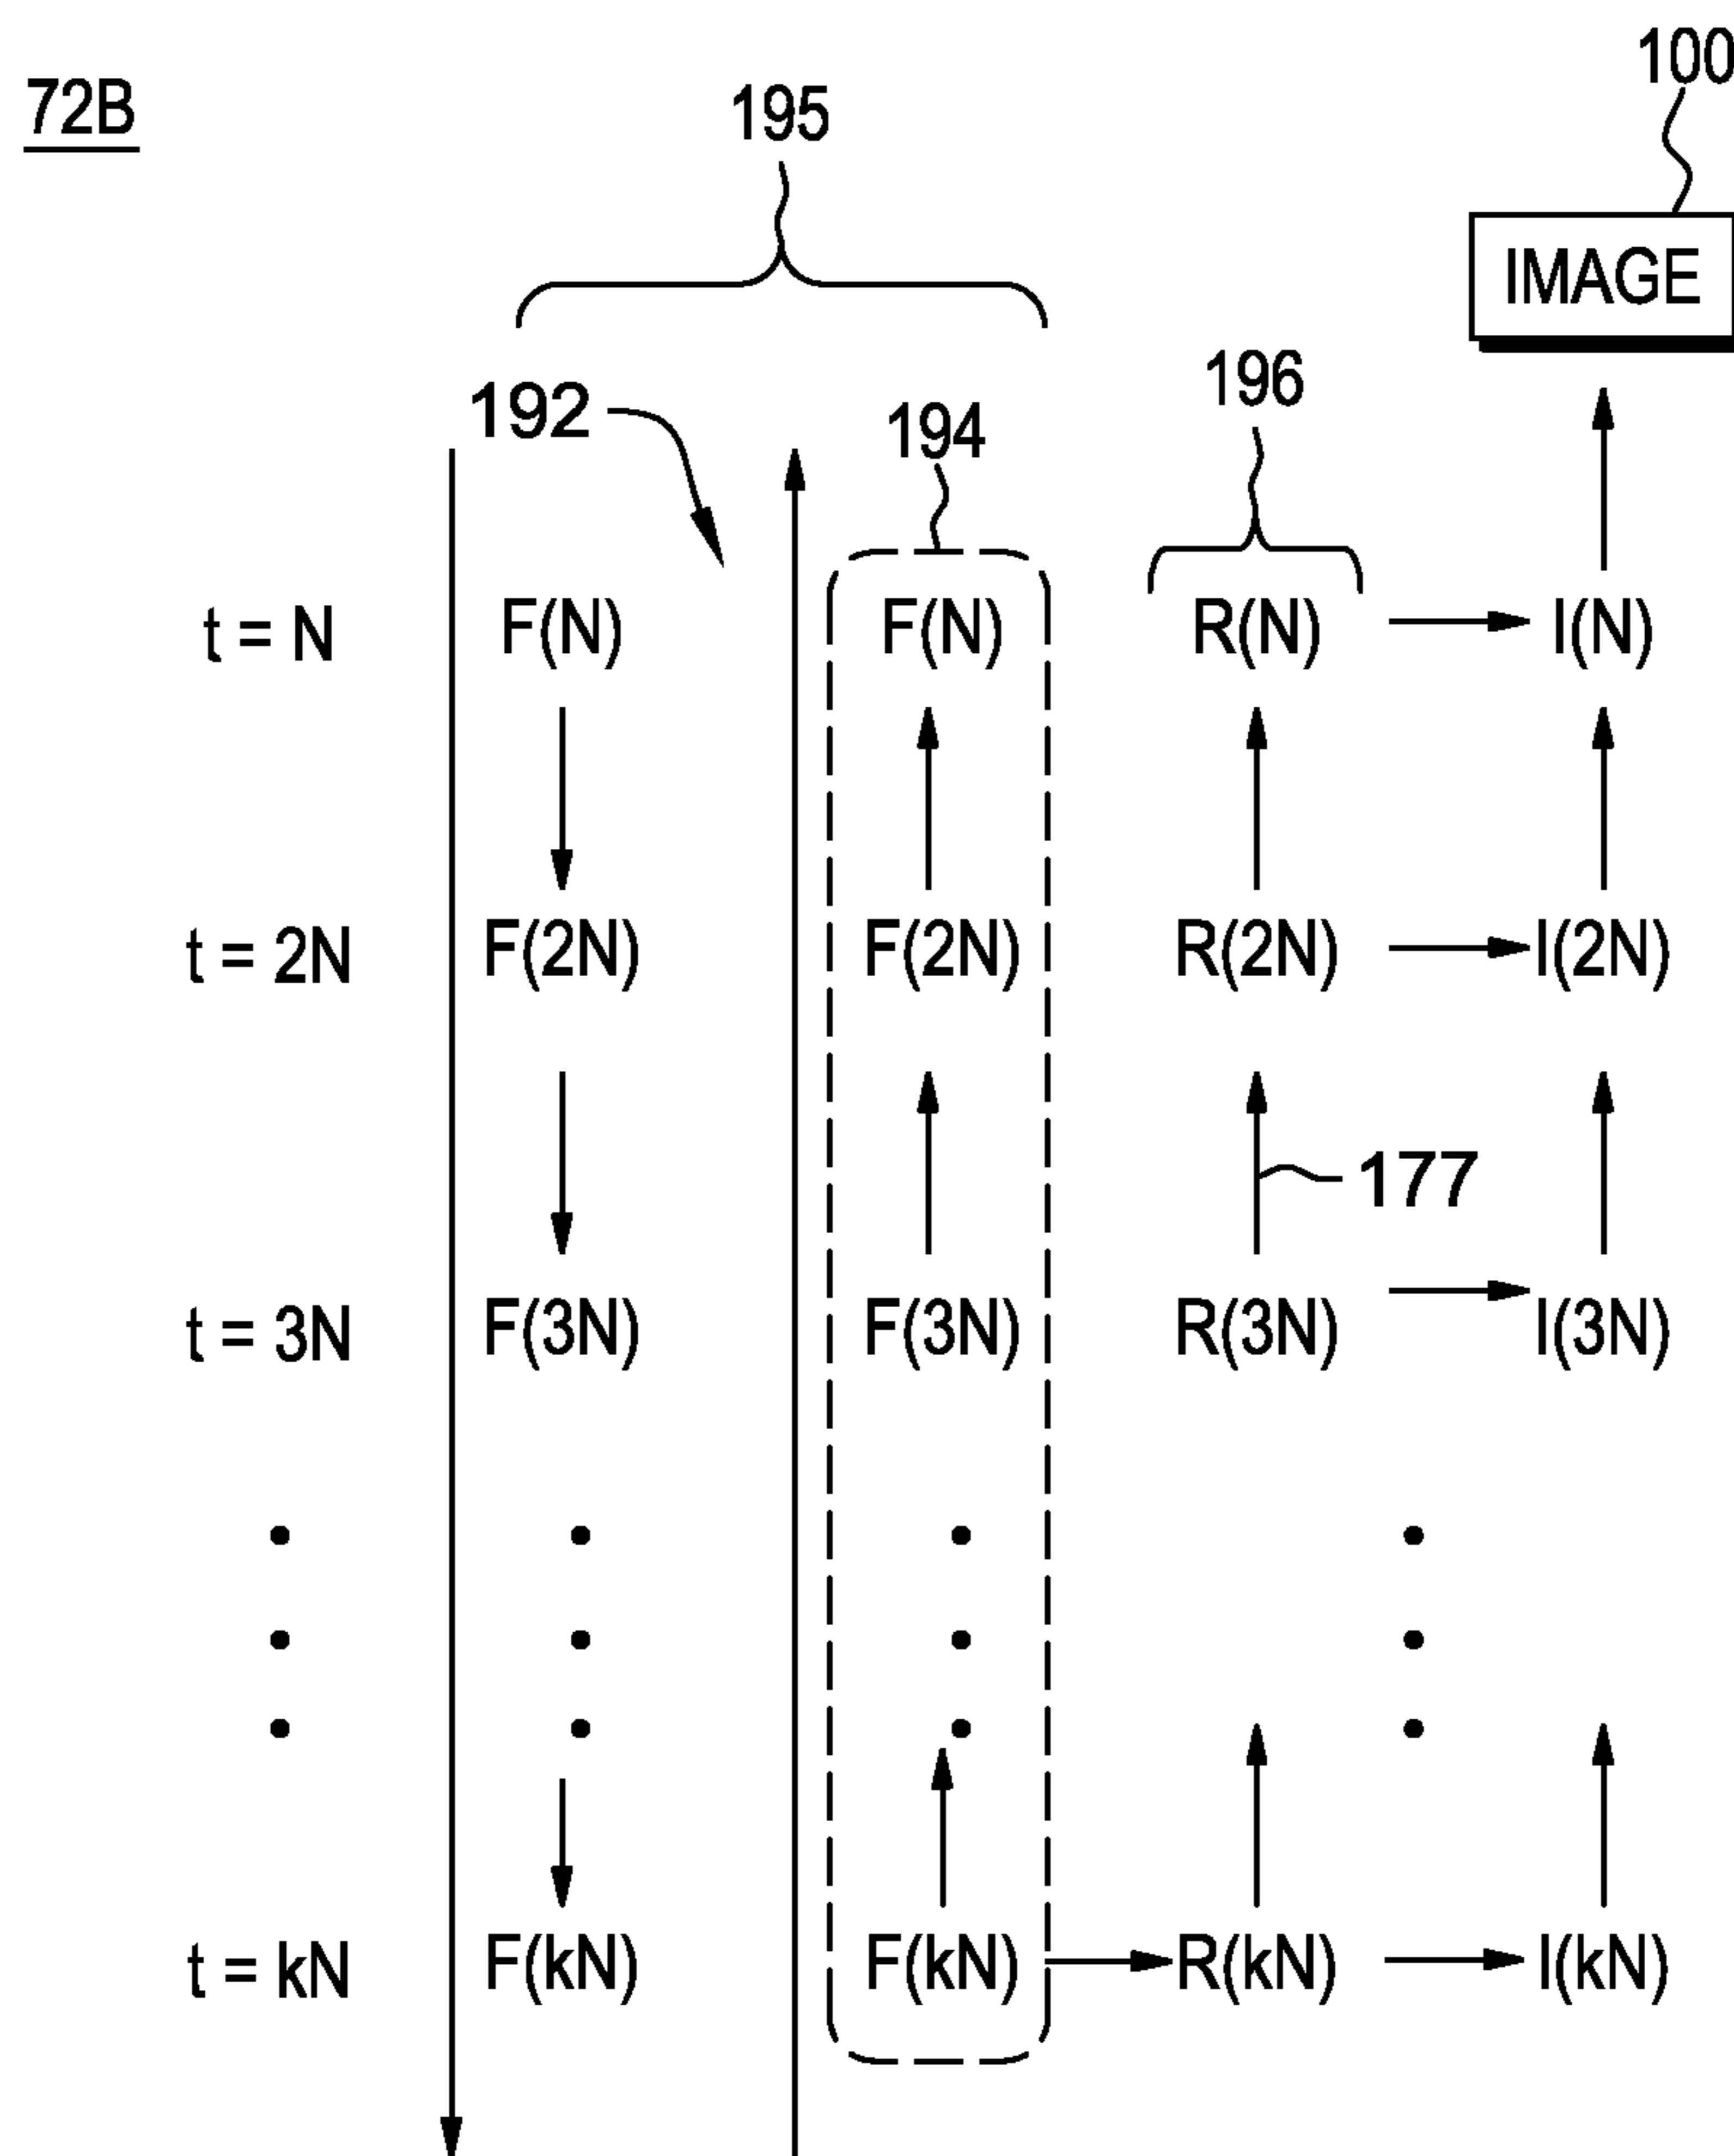 100
72B
195
IMAGE
196
192
194
t = N F(N) F(N) R(N) I(N)
t = 2N F(2N) F(2N) R(2N) I(2N)
177
t = 3N F(3N) F(3N) R(3N) I(3N)
t = kN F(kN) F(kN) R(kN) I(kN)